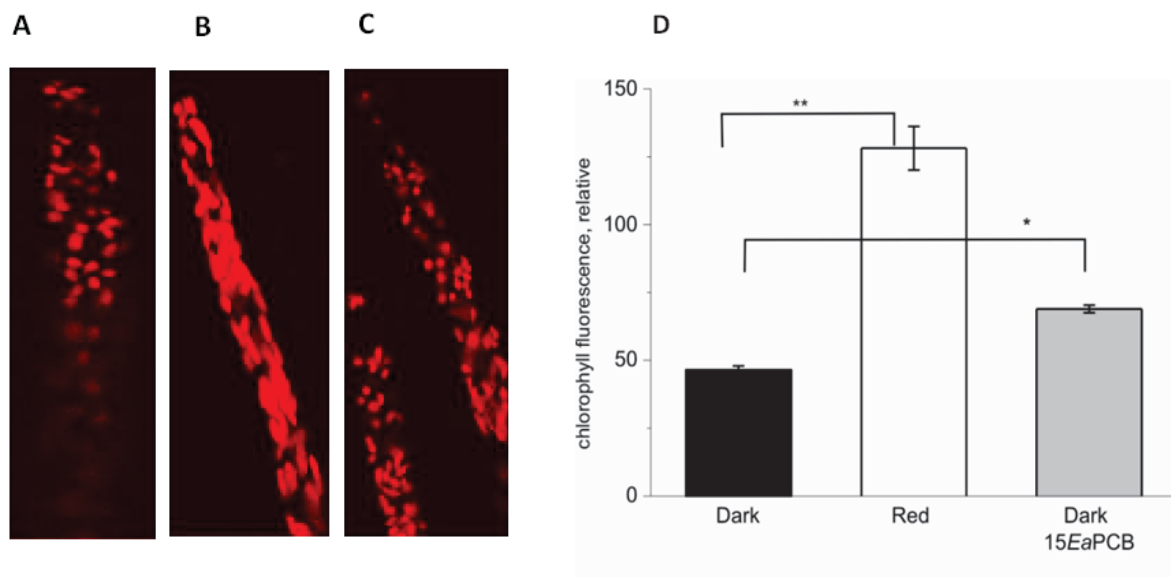 A
B
C
D
chlorophyll fluorescence, relative
150
100
50
0
**
*
Dark
Red
Dark
15EaPCB